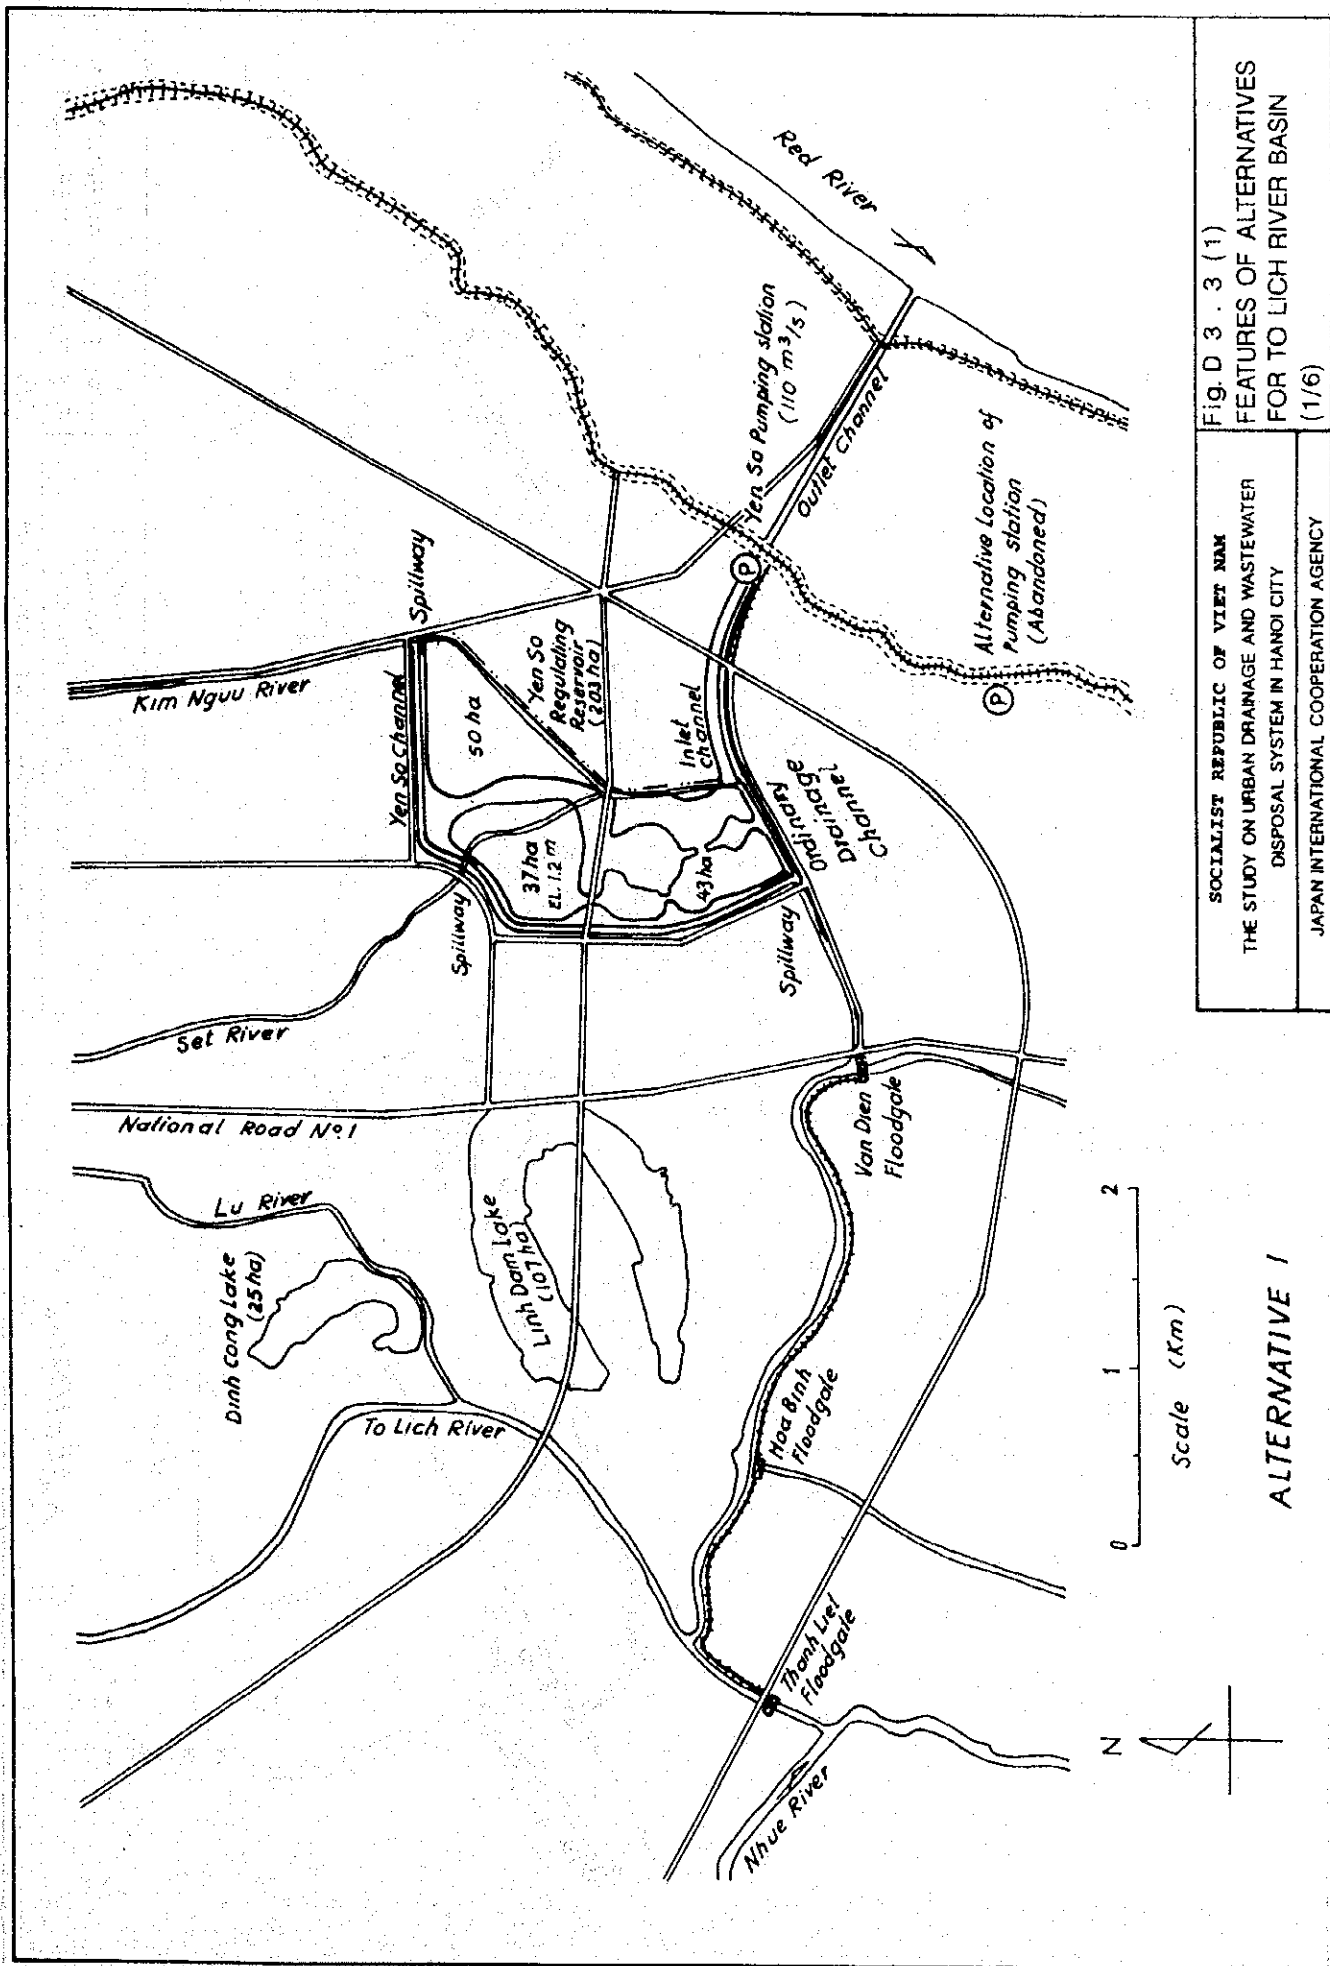 Red River
Yen So Pumping station
(110 m³/s)
Outlet Channel
Alternative Location of
Pumping station
(Abandoned)
P
P
Spillway
Kim Nguu River
Yen So Channel
50 ha
Yen So
Regulating
Reservoir
(203 ha)
Inlet
channel
Ordinary
Drainage
Channel
37 ha
EL. 1.2 m
43 ha
Spillway
Spillway
Set River
National Road Nº 1
Van Dien
Floodgate
Lu River
Dinh Cong Lake
(25 ha)
Linh Dam Lake
(107 ha)
To Lich River
Hoa Binh
Floodgate
Thanh Liet
Floodgate
Nhue River
N
0 1 2
Scale (Km)
ALTERNATIVE 1
SOCIALIST REPUBLIC OF VIET NAM
THE STUDY ON URBAN DRAINAGE AND WASTEWATER
DISPOSAL SYSTEM IN HANOI CITY
JAPAN INTERNATIONAL COOPERATION AGENCY
Fig. D 3 . 3 (1)
FEATURES OF ALTERNATIVES
FOR TO LICH RIVER BASIN
(1/6)